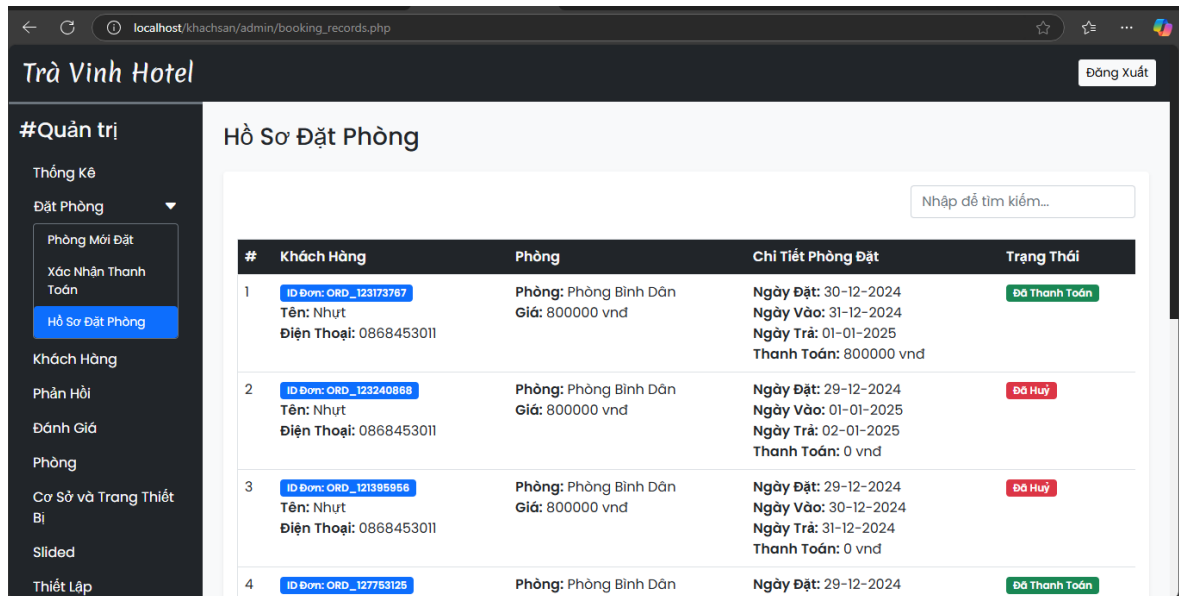 localhost/khachsan/admin/booking_records.php
Trà Vinh Hotel
Đăng Xuất
#Quản trị
Thống Kê
Đặt Phòng
Phòng Mới Đặt
Xác Nhận Thanh
Toán
Hồ Sơ Đặt Phòng
Khách Hàng
Phản Hồi
Đánh Giá
Phòng
Cơ Sở và Trang Thiết
Bị
Slided
Thiết Lập
Hồ Sơ Đặt Phòng
Nhập để tìm kiếm...
# Khách Hàng Phòng Chi Tiết Phòng Đặt Trạng Thái
1 ID Đơn: ORD_123173767 Phòng: Phòng Bình Dân Ngày Đặt: 30-12-2024 Đã Thanh Toán
Tên: Nhựt Giá: 800000 vnđ Ngày Vào: 31-12-2024
Điện Thoại: 0868453011 Ngày Trả: 01-01-2025
Thanh Toán: 800000 vnđ
2 ID Đơn: ORD_123240868 Phòng: Phòng Bình Dân Ngày Đặt: 29-12-2024 Đã Huỷ
Tên: Nhựt Giá: 800000 vnđ Ngày Vào: 01-01-2025
Điện Thoại: 0868453011 Ngày Trả: 02-01-2025
Thanh Toán: 0 vnđ
3 ID Đơn: ORD_121395956 Phòng: Phòng Bình Dân Ngày Đặt: 29-12-2024 Đã Huỷ
Tên: Nhựt Giá: 800000 vnđ Ngày Vào: 30-12-2024
Điện Thoại: 0868453011 Ngày Trả: 31-12-2024
Thanh Toán: 0 vnđ
4 ID Đơn: ORD_127753125 Phòng: Phòng Bình Dân Ngày Đặt: 29-12-2024 Đã Thanh Toán